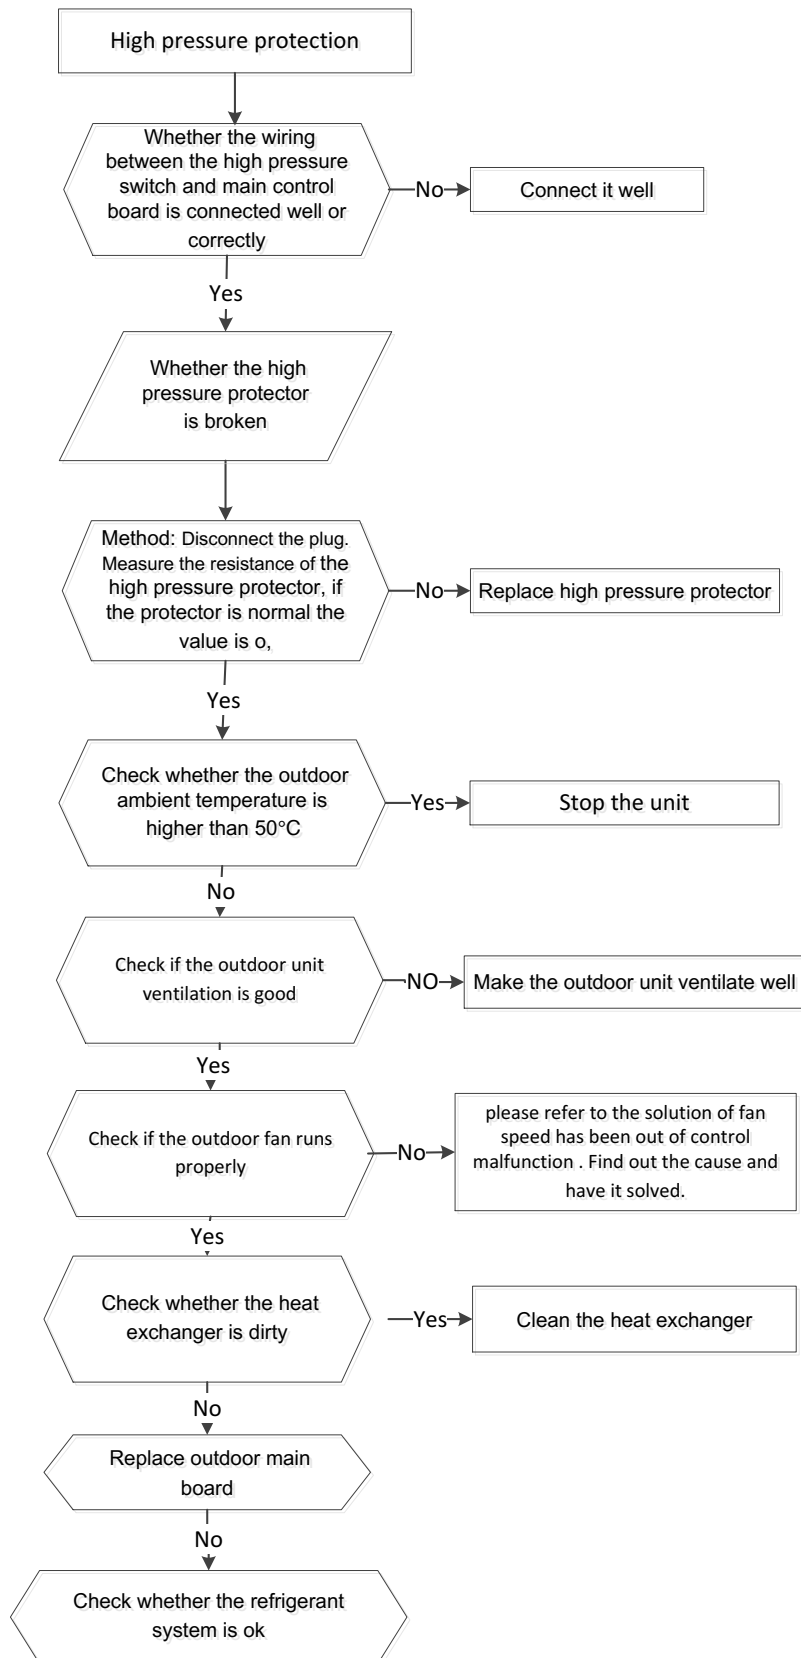 High pressure protection
Whether the wiring
between the high pressure
switch and main control
board is connected well or
correctly
No
Connect it well
Yes
Whether the high
pressure protector
is broken
Method: Disconnect the plug.
Measure the resistance of the
high pressure protector, if
the protector is normal the
value is o,
No
Replace high pressure protector
Yes
Check whether the outdoor
ambient temperature is
higher than 50°C
Yes
Stop the unit
No
Check if the outdoor unit
ventilation is good
NO
Make the outdoor unit ventilate well
Yes
Check if the outdoor fan runs
properly
No
please refer to the solution of fan
speed has been out of control
malfunction . Find out the cause and
have it solved.
Yes
Check whether the heat
exchanger is dirty
Yes
Clean the heat exchanger
No
Replace outdoor main
board
No
Check whether the refrigerant
system is ok